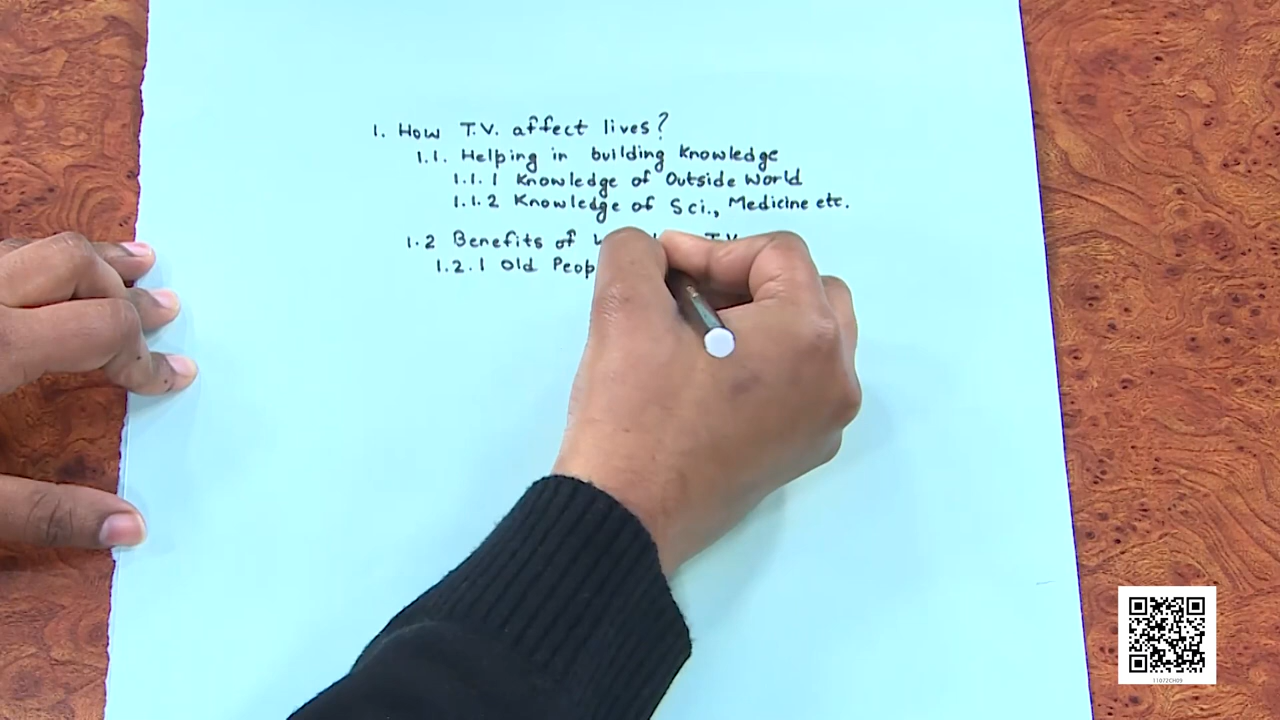 1. How T.V. affect lives?
1.1. Helping in building Knowledge
1.1.1 Knowledge of Outside World
1.1.2 Knowledge of Sci., Medicine etc.
1.2 Benefits of T.V.
1.2.1 Old
11072CH09